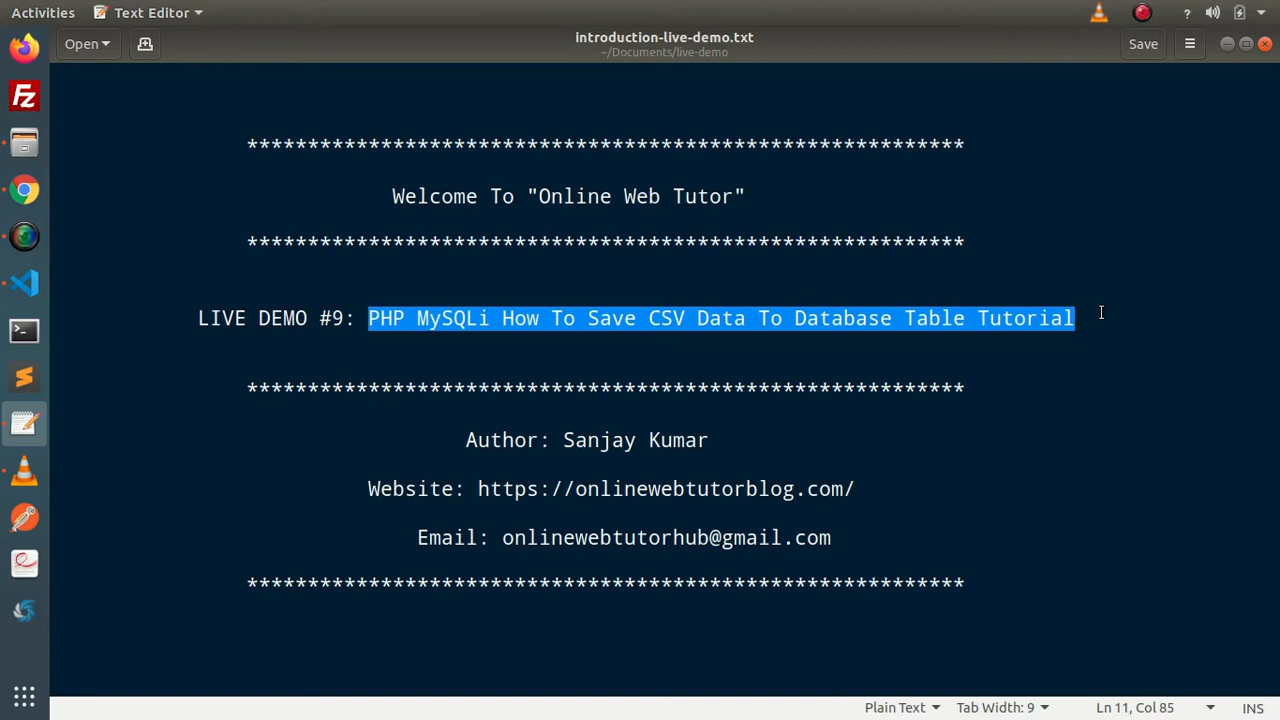 Activities Text Editor
Open introduction-live-demo.txt Save
~/Documents/live-demo
***********************************************************
Welcome To "Online Web Tutor"
***********************************************************
LIVE DEMO #9: PHP MySQLi How To Save CSV Data To Database Table Tutorial
***********************************************************
Author: Sanjay Kumar
Website: https://onlinewebtutorblog.com/
Email: onlinewebtutorhub@gmail.com
***********************************************************
Plain Text Tab Width: 9 Ln 11, Col 85 INS